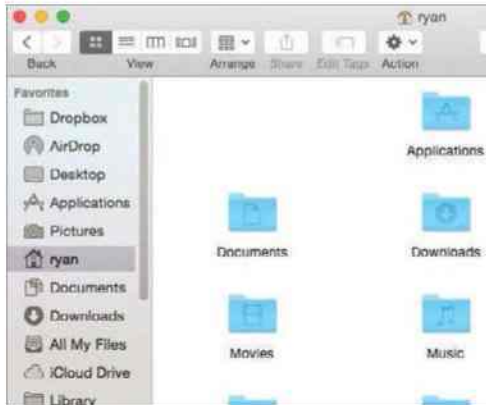 ryan
Back View Arrange Share Edit Tags Action
Favorites
Dropbox
AirDrop
Desktop
Applications
Pictures
ryan
Documents
Downloads
All My Files
iCloud Drive
Library
Applications
Documents Downloads
Movies Music